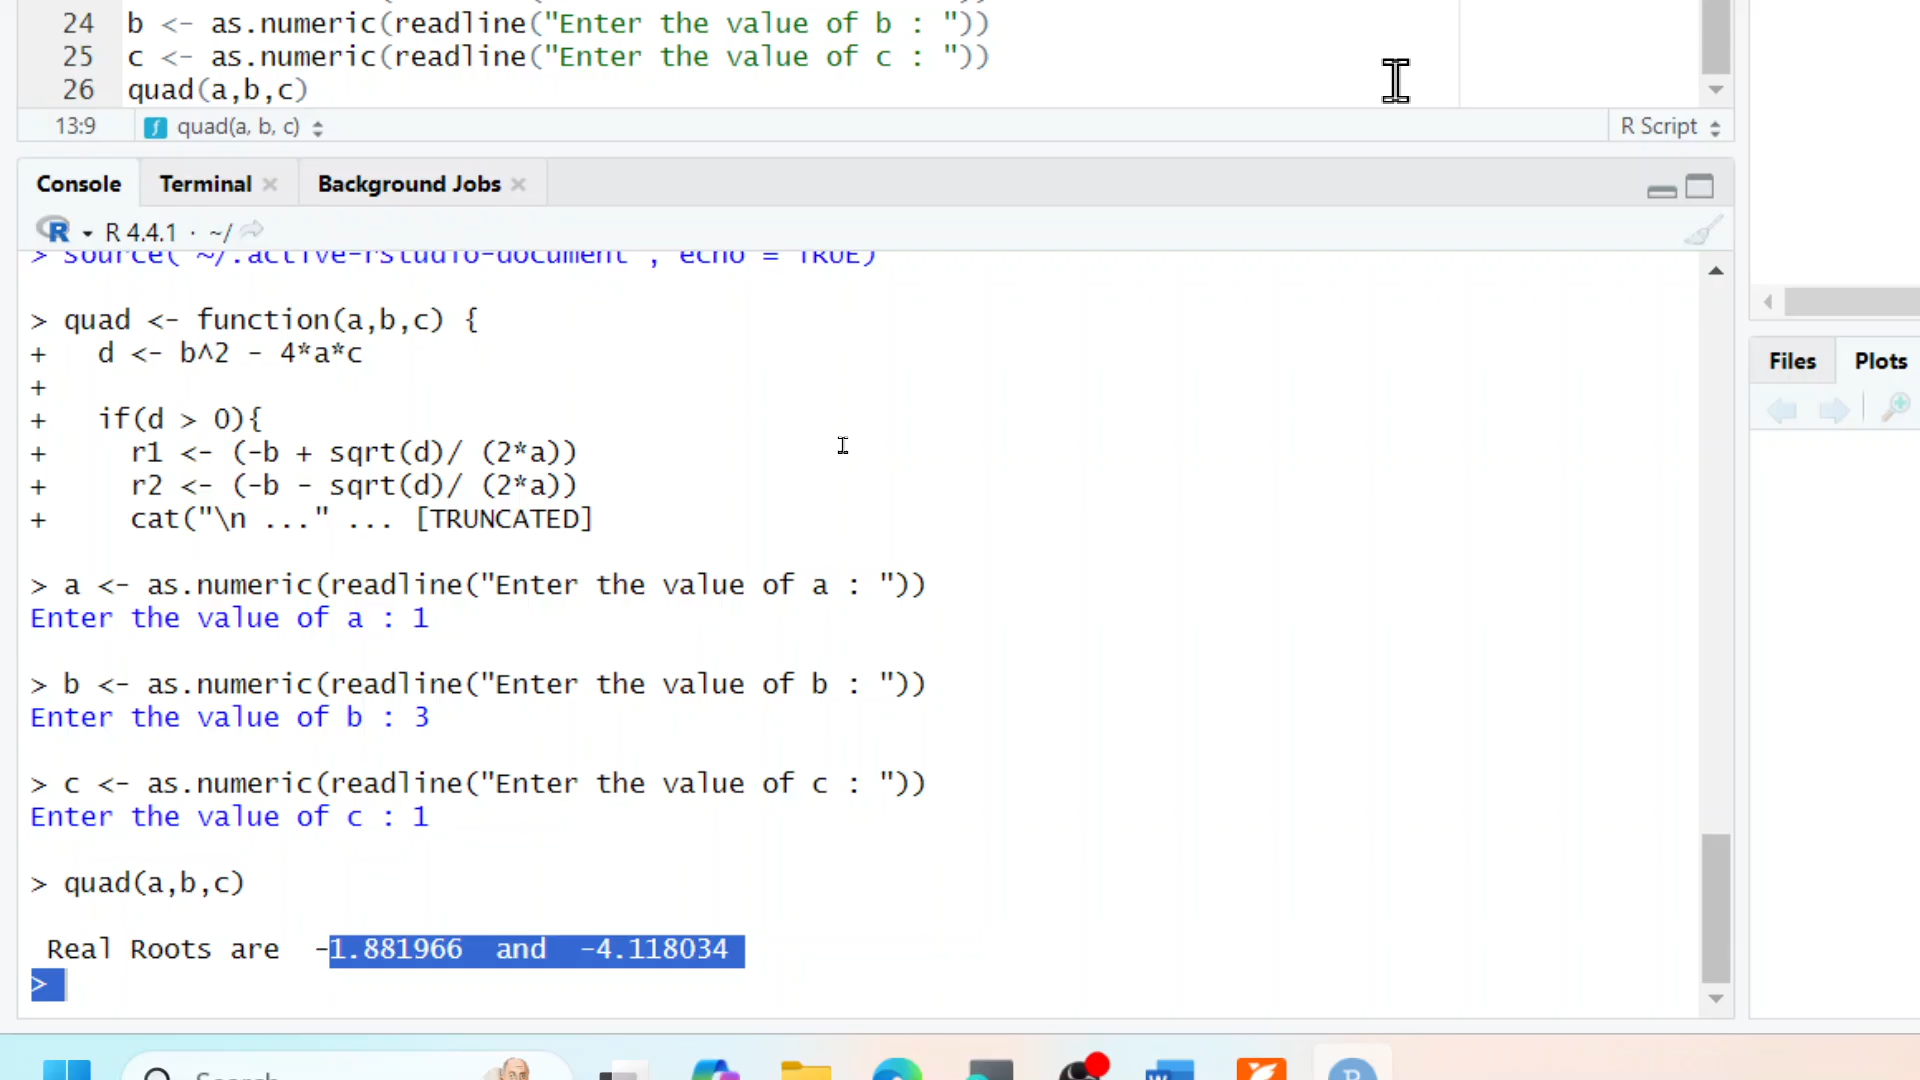 24 b <- as.numeric(readline("Enter the value of b : "))
25 c <- as.numeric(readline("Enter the value of c : "))
26 quad(a,b,c)
13:9 quad(a, b, c) R Script
Console Terminal Background Jobs
R 4.4.1 · ~/
> source("~/.active-rstudio-document", echo = TRUE)
> quad <- function(a,b,c) {
+ d <- b^2 - 4*a*c
+
+ if(d > 0){
+ r1 <- (-b + sqrt(d)/ (2*a))
+ r2 <- (-b - sqrt(d)/ (2*a))
+ cat("\n ..." ... [TRUNCATED]
> a <- as.numeric(readline("Enter the value of a : "))
Enter the value of a : 1
> b <- as.numeric(readline("Enter the value of b : "))
Enter the value of b : 3
> c <- as.numeric(readline("Enter the value of c : "))
Enter the value of c : 1
> quad(a,b,c)
Real Roots are -1.881966 and -4.118034
>
Files Plots
Search